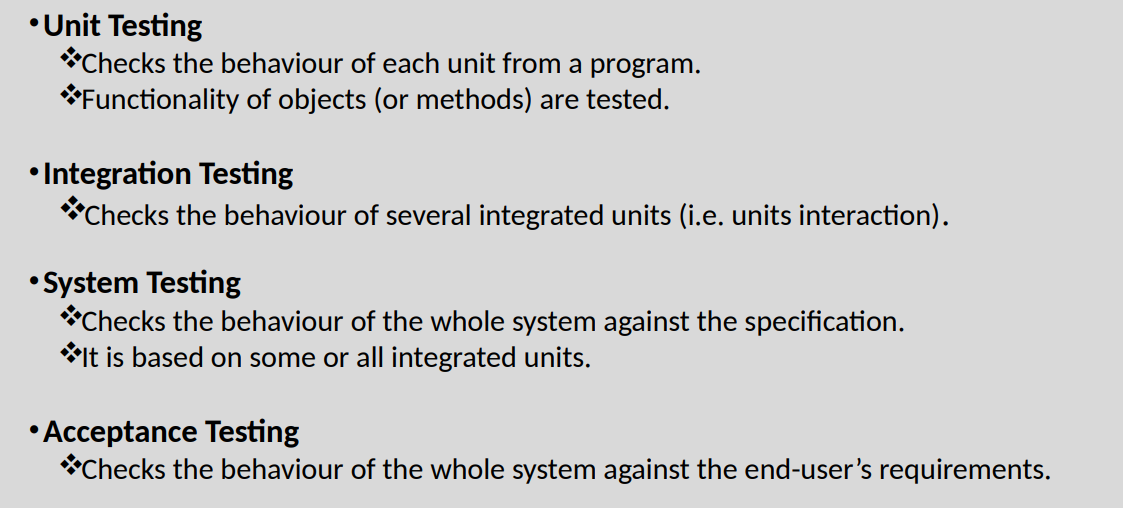 •Unit Testing
❖Checks the behaviour of each unit from a program.
❖Functionality of objects (or methods) are tested.
•Integration Testing
❖Checks the behaviour of several integrated units (i.e. units interaction).
•System Testing
❖Checks the behaviour of the whole system against the specification.
❖It is based on some or all integrated units.
•Acceptance Testing
❖Checks the behaviour of the whole system against the end-user’s requirements.